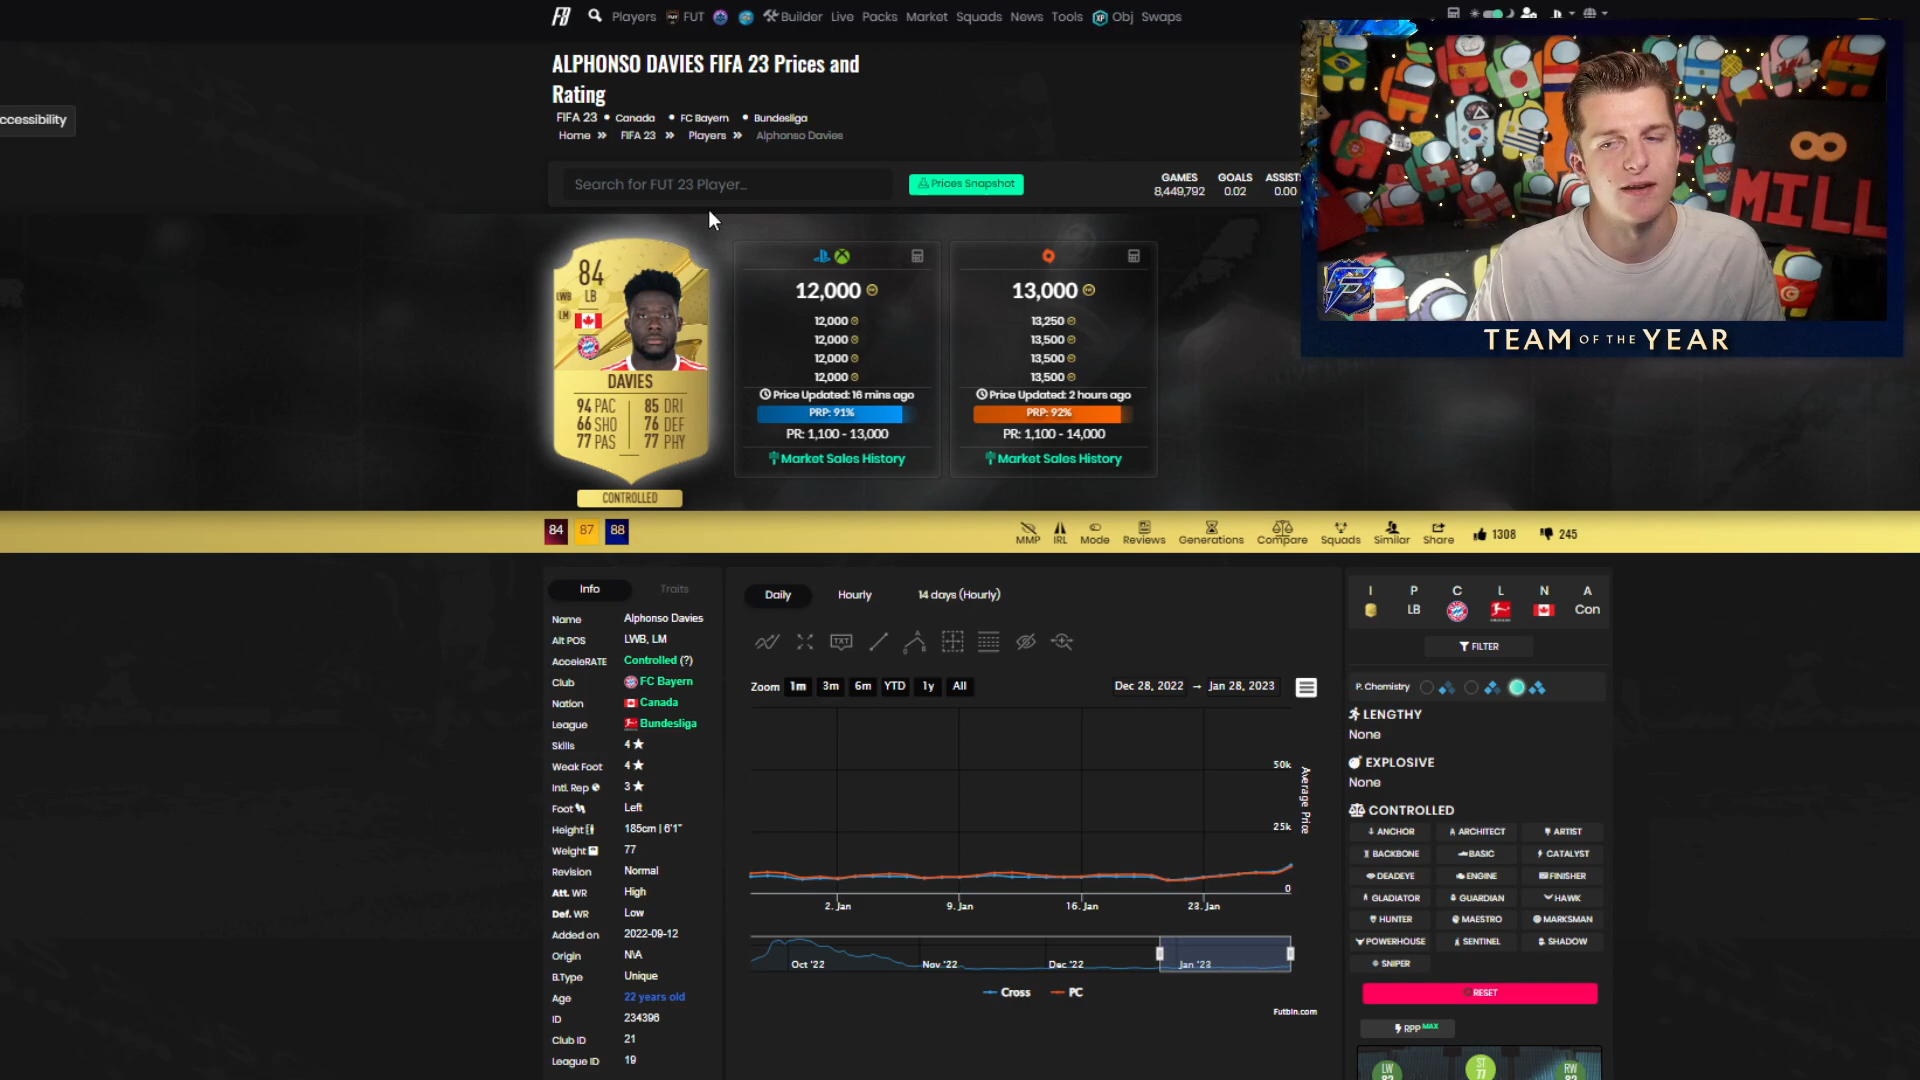 Players FUT Builder Live Packs Market Squads News Tools Obj Swaps
ALPHONSO DAVIES FIFA 23 Prices and
Rating
FIFA 23 • Canada • FC Bayern • Bundesliga
Home » FIFA 23 » Players » Alphonso Davies
ccessibility
Search for FUT 23 Player...
Prices Snapshot
GAMES GOALS ASSISTS
8,449,792 0.02 0.00
∞
MILL
TEAM OF THE YEAR
84
LWB LB
LM
DAVIES
94 PAC 85 DRI
66 SHO 76 DEF
77 PAS 77 PHY
CONTROLLED
12,000
12,000
12,000
12,000
12,000
Price Updated: 16 mins ago
PRP: 91%
PR: 1,100 - 13,000
Market Sales History
13,000
13,250
13,500
13,500
13,500
Price Updated: 2 hours ago
PRP: 92%
PR: 1,100 - 14,000
Market Sales History
84 87 88
MMP IRL Mode Reviews Generations Compare Squads Similar Share 1308 245
Info Traits
Name Alphonso Davies
Alt POS LWB, LM
AcceleRATE Controlled (?)
Club FC Bayern
Nation Canada
League Bundesliga
Skills 4
Weak Foot 4
Intl. Rep 3
Foot Left
Height 185cm | 6'1"
Weight 77
Revision Normal
Att. WR High
Def. WR Low
Added on 2022-09-12
Origin N\A
B.Type Unique
Age 22 years old
ID 234396
Club ID 21
League ID 19
Daily Hourly 14 days (Hourly)
TXT
Zoom 1m 3m 6m YTD 1y All
Dec 28, 2022 → Jan 28, 2023
50k
25k
0
Average Price
2. Jan 9. Jan 16. Jan 23. Jan
Oct '22 Nov '22 Dec '22 Jan '23
Cross PC
Futbin.com
I P C L N A
LB Con
FILTER
P. Chemistry
LENGTHY
None
EXPLOSIVE
None
CONTROLLED
ANCHOR ARCHITECT ARTIST
BACKBONE BASIC CATALYST
DEADEYE ENGINE FINISHER
GLADIATOR GUARDIAN HAWK
HUNTER MAESTRO MARKSMAN
POWERHOUSE SENTINEL SHADOW
SNIPER
RESET
RPP MAX
LW ST RW
77